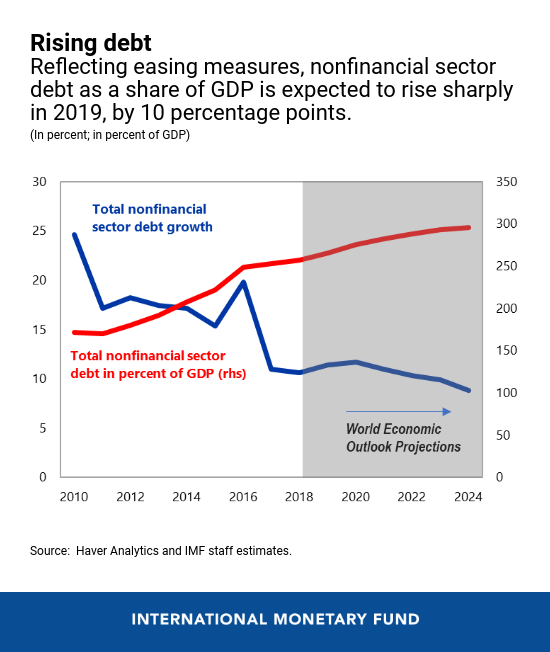 Rising debt
Reflecting easing measures, nonfinancial sector
debt as a share of GDP is expected to rise sharply
in 2019, by 10 percentage points.
(In percent; in percent of GDP)
30
350
Total nonfinancial
sector debt growth
25
300
20
250
200
15
150
Total nonfinancial sector
debt in percent of GDP (rhs)
10
100
World Economic
Outlook Projections
5
50
0
0
2010 2012 2014 2016 2018 2020 2022 2024
Source: Haver Analytics and IMF staff estimates.
INTERNATIONAL MONETARY FUND